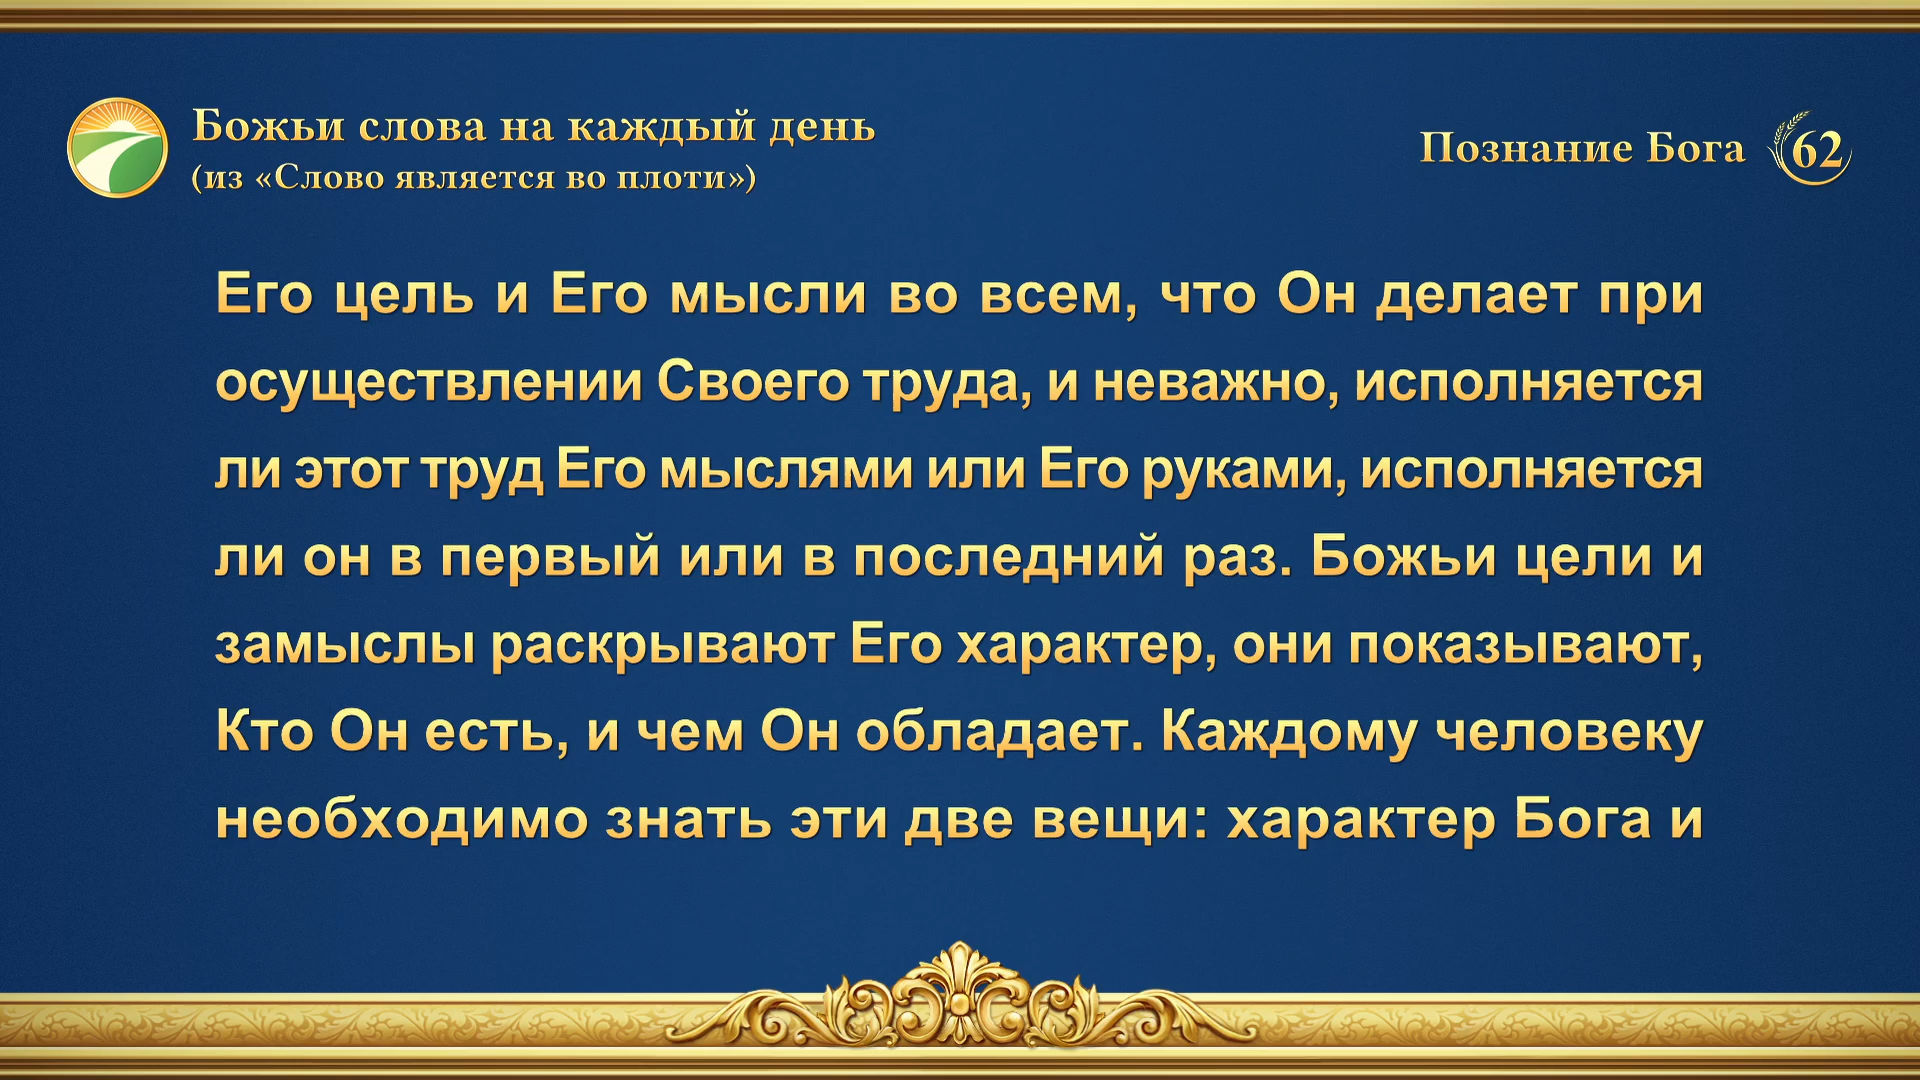 Божьи слова на каждый день
(из «Слово является во плоти»)
Познание Бога 62
Его цель и Его мысли во всем, что Он делает при
осуществлении Своего труда, и неважно, исполняется
ли этот труд Его мыслями или Его руками, исполняется
ли он в первый или в последний раз. Божьи цели и
замыслы раскрывают Его характер, они показывают,
Кто Он есть, и чем Он обладает. Каждому человеку
необходимо знать эти две вещи: характер Бога и